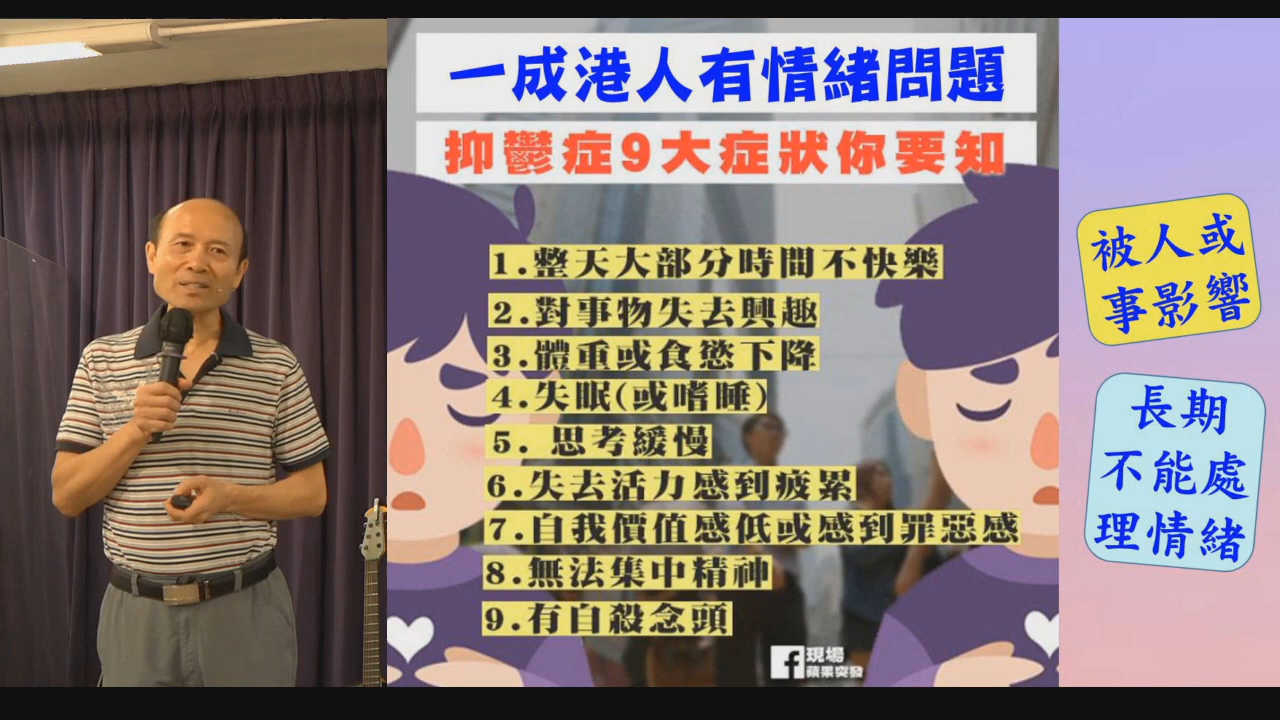 一成港人有情緒問題
抑鬱症9大症狀你要知
1.整天大部分時間不快樂
2.對事物失去興趣
3.體重或食慾下降
4.失眠(或嗜睡)
5. 思考緩慢
6.失去活力感到疲累
7.自我價值感低或感到罪惡感
8.無法集中精神
9.有自殺念頭
f 現場
蘋果突發
被人或
事影響
長期
不能處
理情緒